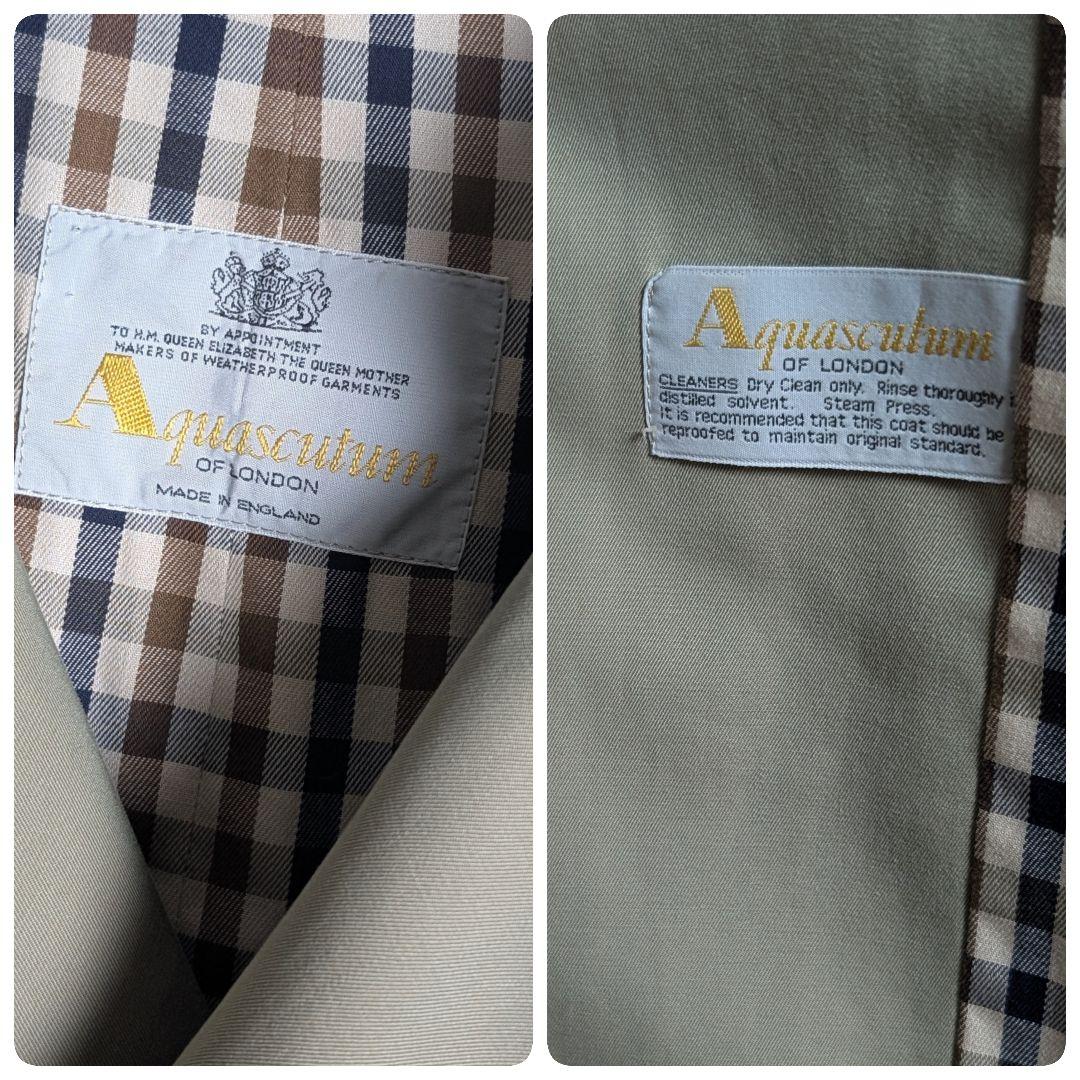 BY APPOINTMENT
TO H.M. QUEEN ELIZABETH THE QUEEN MOTHER
MAKERS OF WEATHERPROOF GARMENTS
Aquascutum
OF LONDON
MADE IN ENGLAND
Aquascutum
OF LONDON
CLEANERS Dry Clean only. Rinse thoroughly
distilled solvent. Steam Press.
It is recommended that this coat should be
reproofed to maintain original standard.